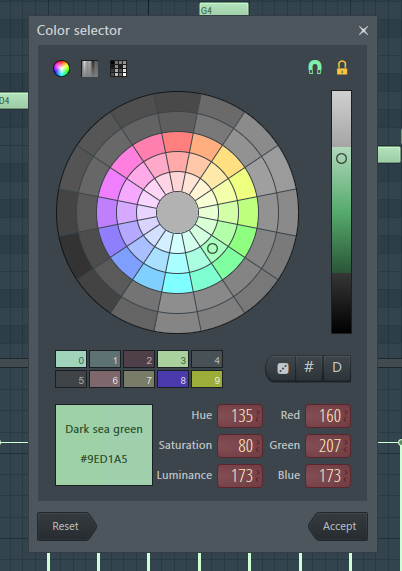 G4
Color selector
D4
0 1 2 3 4
5 6 7 8 9
# D
Dark sea green
#9ED1A5
Hue 135 Red 160
Saturation 80 Green 207
Luminance 173 Blue 173
Reset Accept